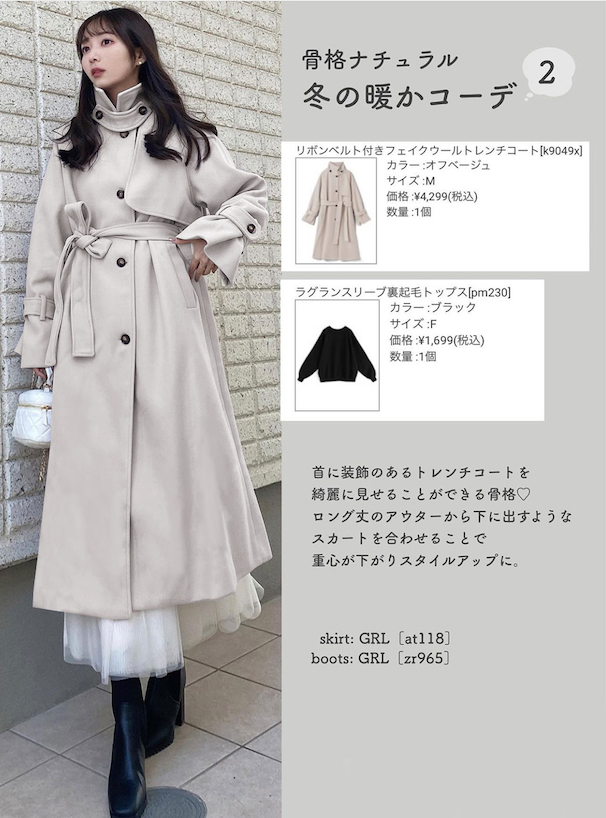 骨格ナチュラル
冬の暖かコーデ
2
リボンベルト付きフェイクウールトレンチコート[k9049x]
カラー :オフベージュ
サイズ :M
価格 :¥4,299(税込)
数量 :1個
ラグランスリーブ裏起毛トップス[pm230]
カラー :ブラック
サイズ :F
価格 :¥1,699(税込)
数量 :1個
首に装飾のあるトレンチコートを
綺麗に見せることができる骨格♡
ロング丈のアウターから下に出すような
スカートを合わせることで
重心が下がりスタイルアップに。
skirt: GRL［at118］
boots: GRL［zr965］